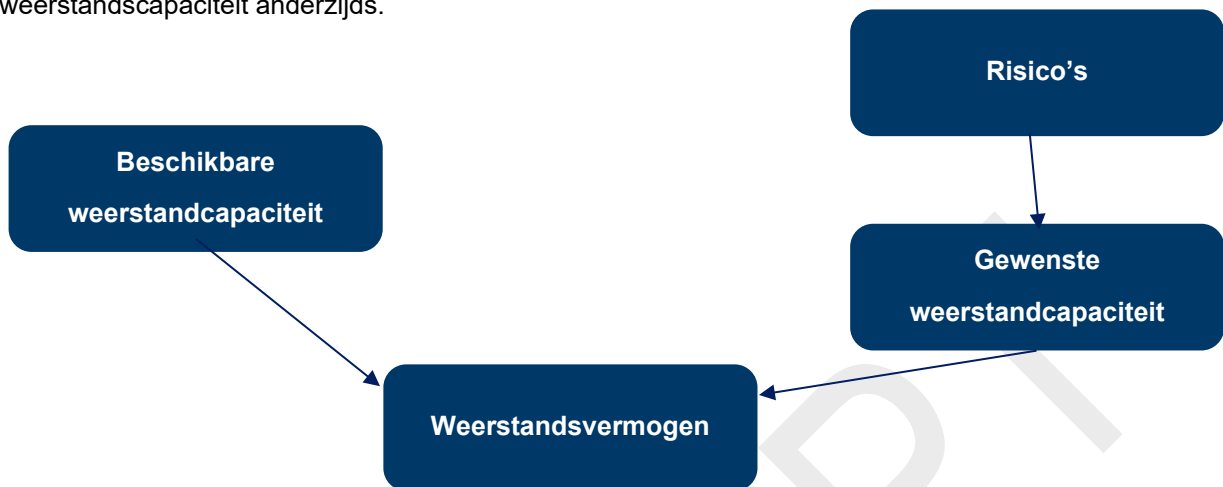 weerstandscapaciteit anderzijds.
Risico’s
Beschikbare
weerstandcapaciteit
Gewenste
weerstandcapaciteit
Weerstandsvermogen